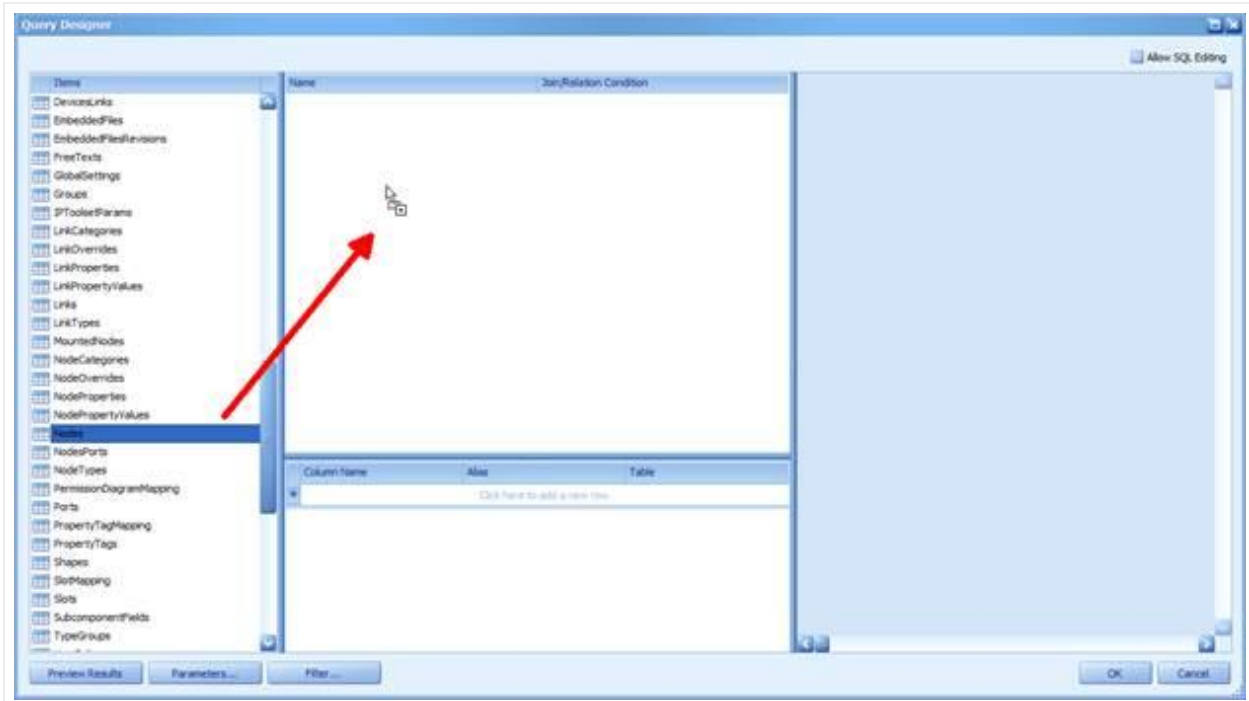 Query Designer
Allow SQL Editing
Items
Name Join/Relation Condition
DevicesLinks
EmbeddedFiles
EmbeddedFilesRevisions
FreeTexts
GlobalSettings
Groups
IPToolsetParams
LinkCategories
LinkOverrides
LinkProperties
LinkPropertyValues
Links
LinkTypes
MountedNodes
NodeCategories
NodeOverrides
NodeProperties
NodePropertyValues
Nodes
NodesPorts
NodeTypes
PermissionDiagramMapping
Ports
PropertyTagMapping
PropertyTags
Shapes
SlotMapping
Slots
SubcomponentFields
TypeGroups
Column Name Alias Table
Click here to add a new row
Preview Results Parameters... Filter... OK Cancel